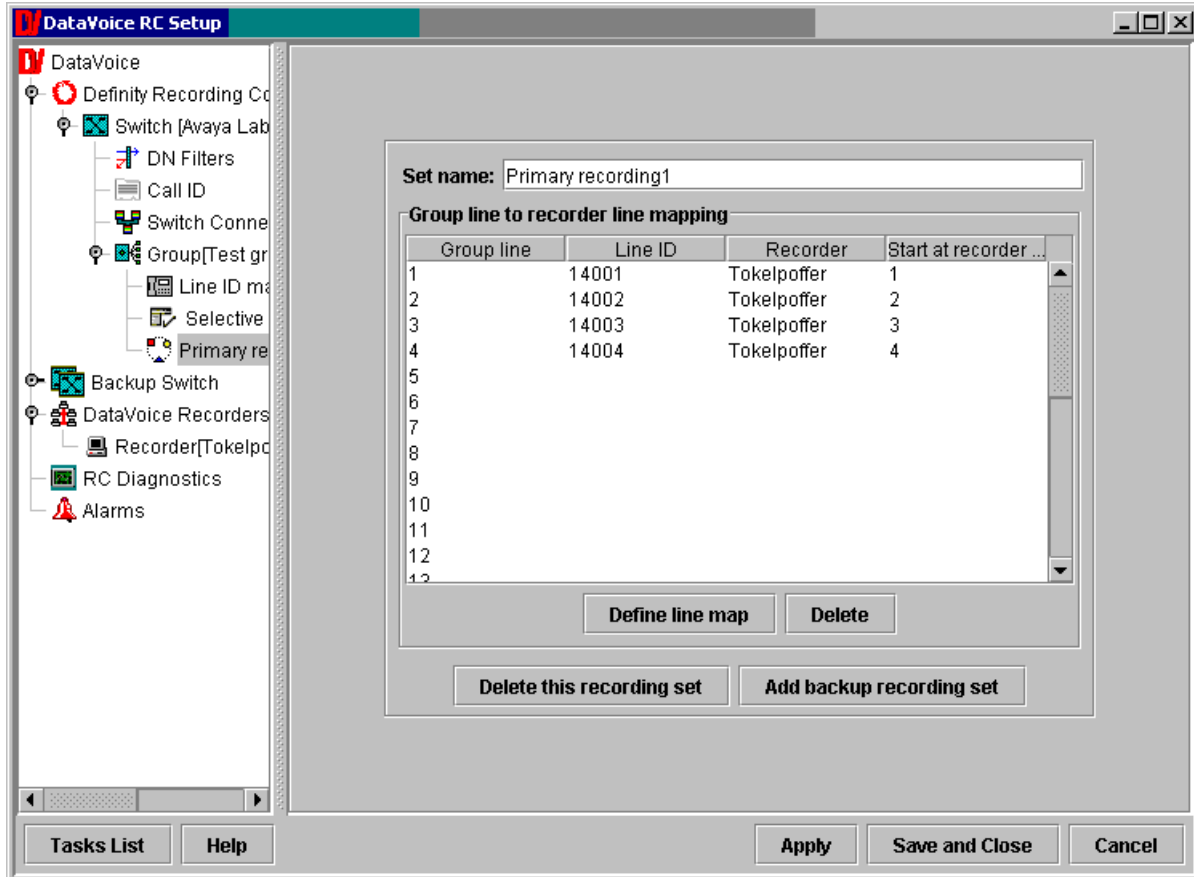 DataVoice RC Setup
DataVoice
Definity Recording Co
Switch [Avaya Lab
DN Filters
Call ID
Switch Conne
Group[Test gr
Line ID ma
Selective
Primary re
Backup Switch
DataVoice Recorders
Recorder[Tokelpo
RC Diagnostics
Alarms
Set name: Primary recording1
Group line to recorder line mapping
Group line Line ID Recorder Start at recorder ...
1 14001 Tokelpoffer 1
2 14002 Tokelpoffer 2
3 14003 Tokelpoffer 3
4 14004 Tokelpoffer 4
5
6
7
8
9
10
11
12
13
Define line map Delete
Delete this recording set Add backup recording set
Tasks List Help Apply Save and Close Cancel